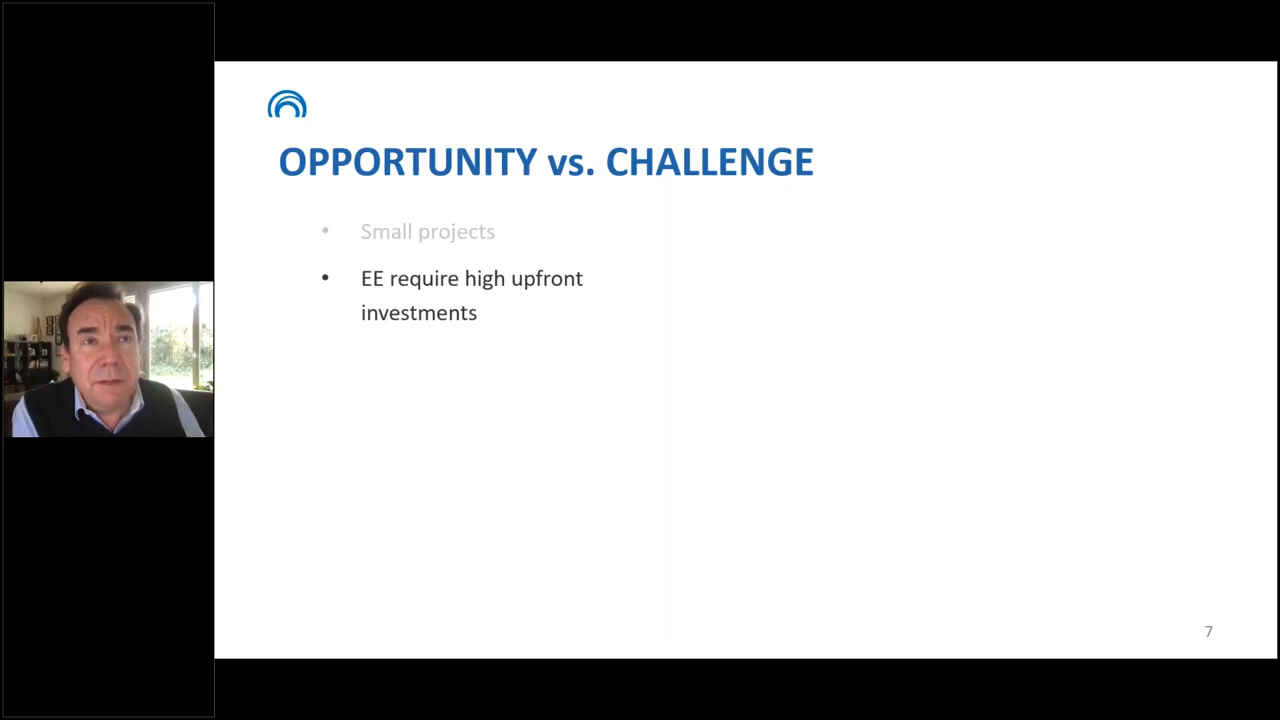 OPPORTUNITY vs. CHALLENGE
• Small projects
• EE require high upfront
investments
7